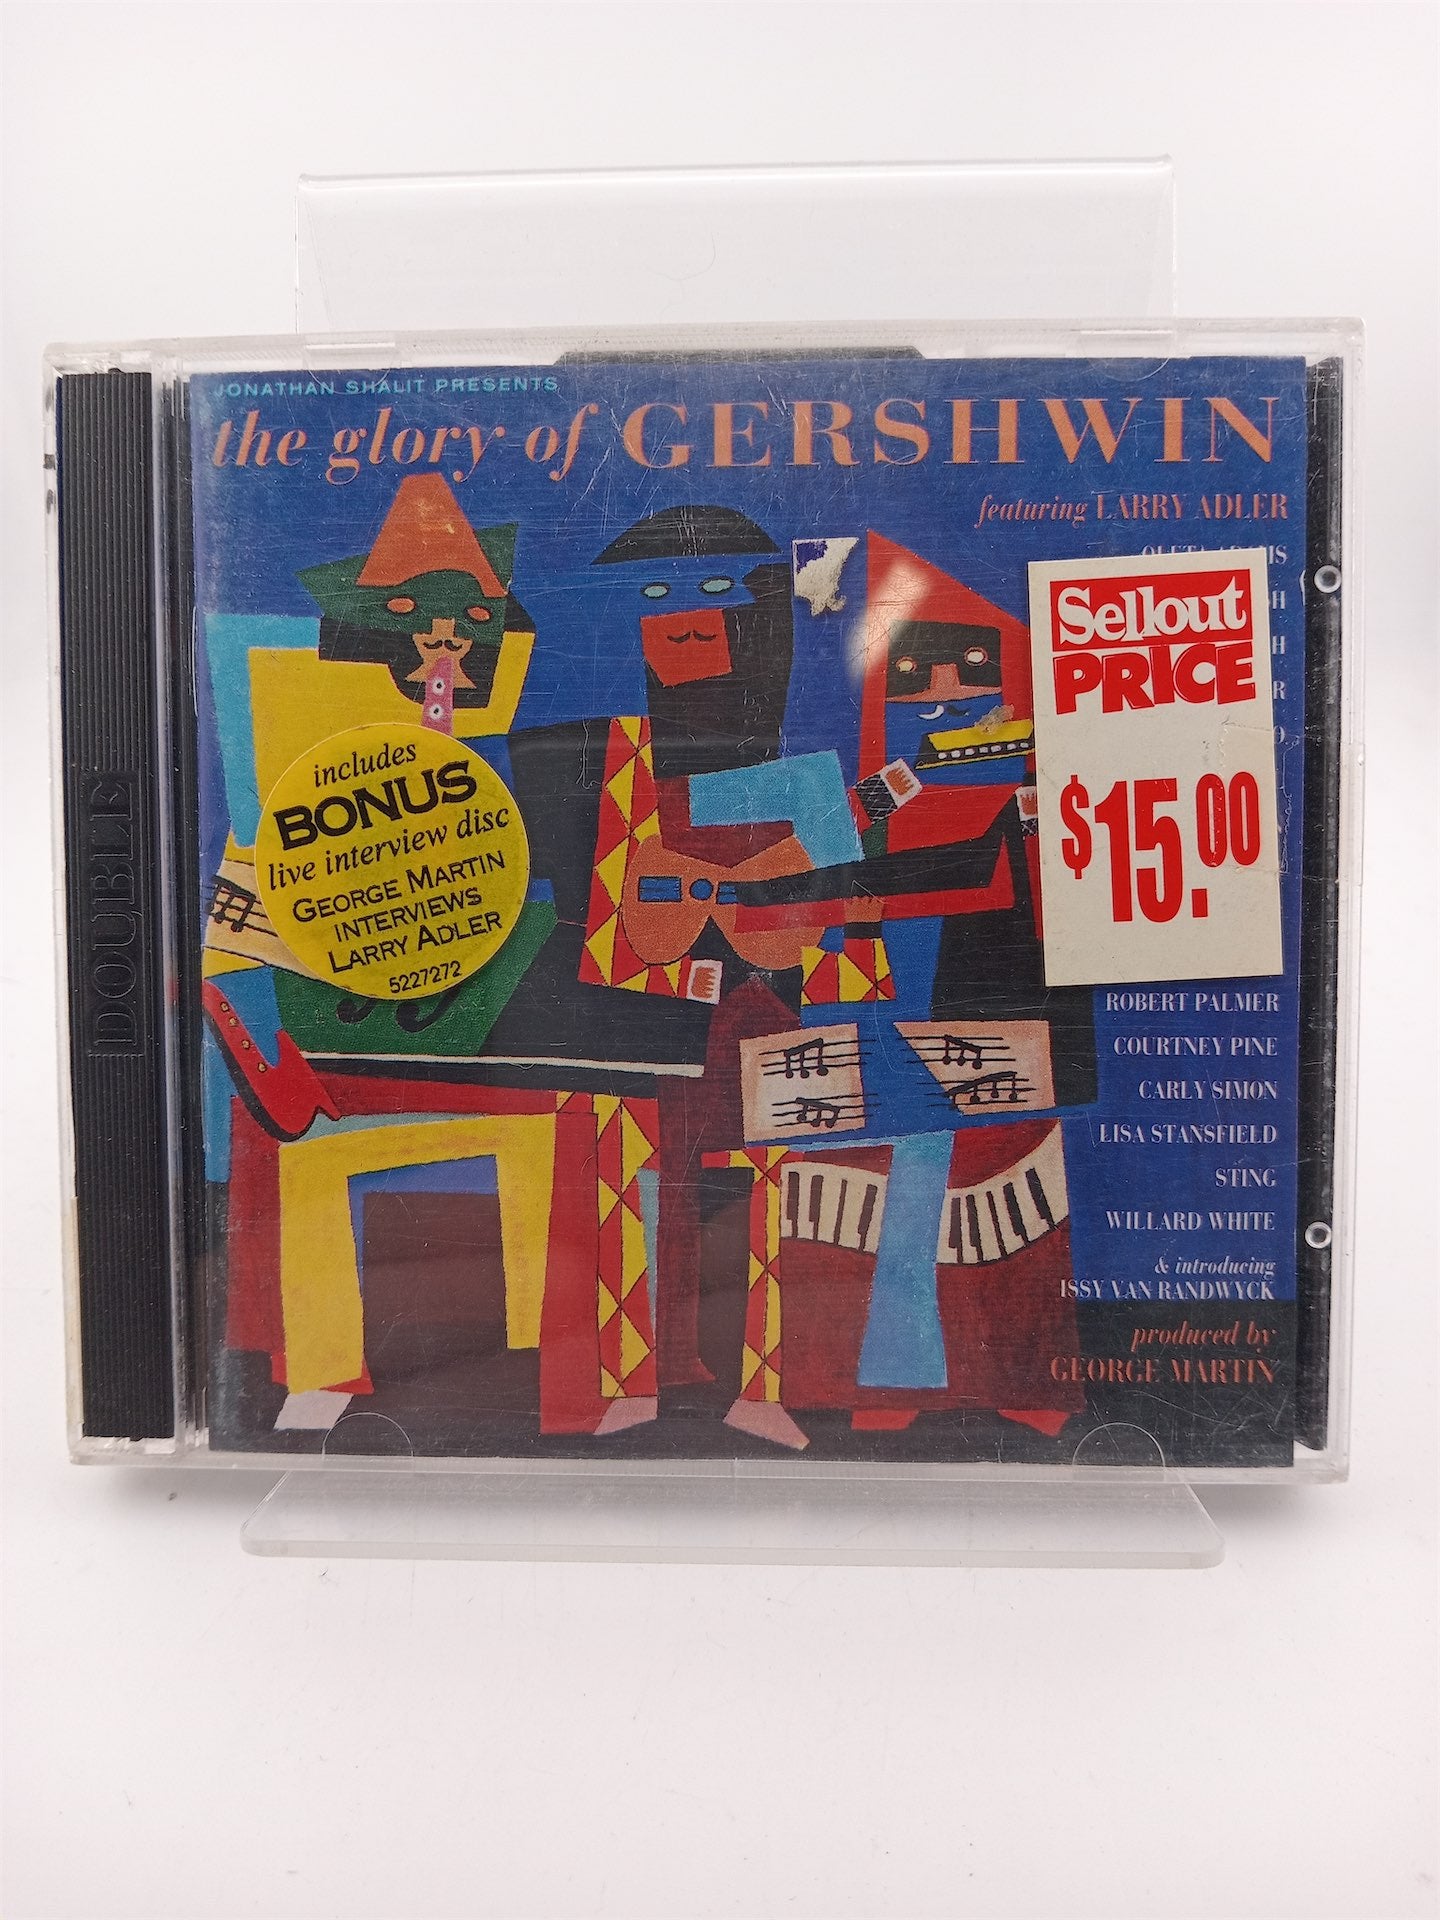 JONATHAN SHALIT PRESENTS
the glory of GERSHWIN
featuring LARRY ADLER
Sellout
PRICE
$15.00
includes
BONUS
live interview disc
GEORGE MARTIN
INTERVIEWS
LARRY ADLER
5227272
DOUBLE
ROBERT PALMER
COURTNEY PINE
CARLY SIMON
LISA STANSFIELD
STING
WILLARD WHITE
& introducing
ISSY VAN RANDWYCK
produced by
GEORGE MARTIN